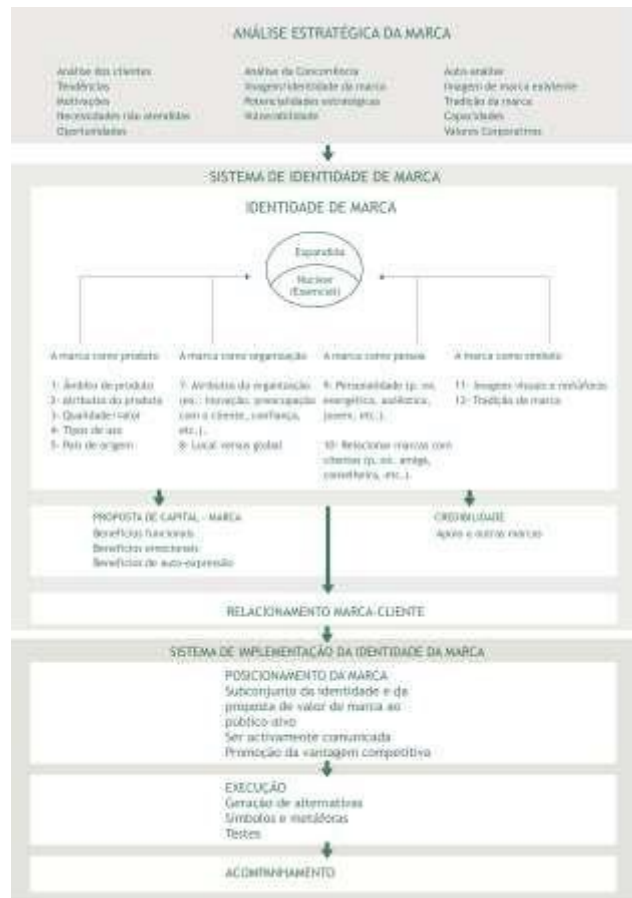 ANÁLISE ESTRATÉGICA DA MARCA
Análise dos clientes
Tendências
Motivações
Necessidades não atendidas
Oportunidades
Análise da Concorrência
Imagem/identidade da marca
Potencialidades estratégicas
Vulnerabilidade
Auto-análise
Imagem de marca existente
Tradição da marca
Capacidades
Valores Corporativos
SISTEMA DE IDENTIDADE DE MARCA
IDENTIDADE DE MARCA
Expandida
Nuclear
(Essencial)
A marca como produto
1- Âmbito de produto
2- atributos do produto
3- Qualidade/valor
4- Tipos de uso
5- País de origem
A marca como organização
7- Atributos da organização
(ex.: inovação, preocupação
com o cliente, confiança,
etc.).
8- Local versus global
A marca como pessoa
9- Personalidade (p. ex.
energética, autêntica,
jovem, etc.).
10- Relacionar marcas com
clientes (p. ex. amiga,
conselheira, etc.).
A marca como símbolo
11- Imagens visuais e metáforas
12- Tradição de marca
PROPOSTA DE CAPITAL - MARCA
Benefícios funcionais
Benefícios emocionais
Benefícios de auto-expressão
CREDIBILIDADE
Apoio a outras marcas
RELACIONAMENTO MARCA-CLIENTE
SISTEMA DE IMPLEMENTAÇÃO DA IDENTIDADE DA MARCA
POSICIONAMENTO DA MARCA
Subconjunto da identidade e da
proposta de valor da marca ao
público-alvo
Ser activamente comunicada
Promoção da vantagem competitiva
EXECUÇÃO
Geração de alternativas
Símbolos e metáforas
Testes
ACOMPANHAMENTO